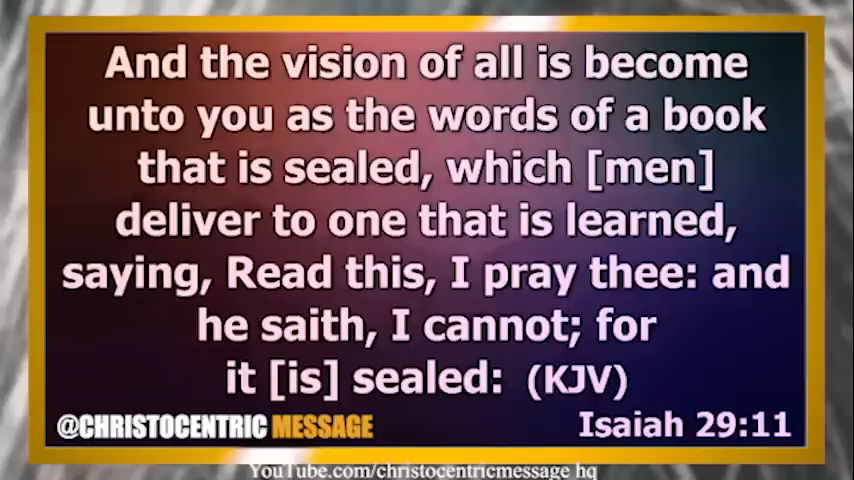 And the vision of all is become
unto you as the words of a book
that is sealed, which [men]
deliver to one that is learned,
saying, Read this, I pray thee: and
he saith, I cannot; for
it [is] sealed: (KJV)
@CHRISTOCENTRIC MESSAGE
Isaiah 29:11
YouTube.com/christocentricmessage hq